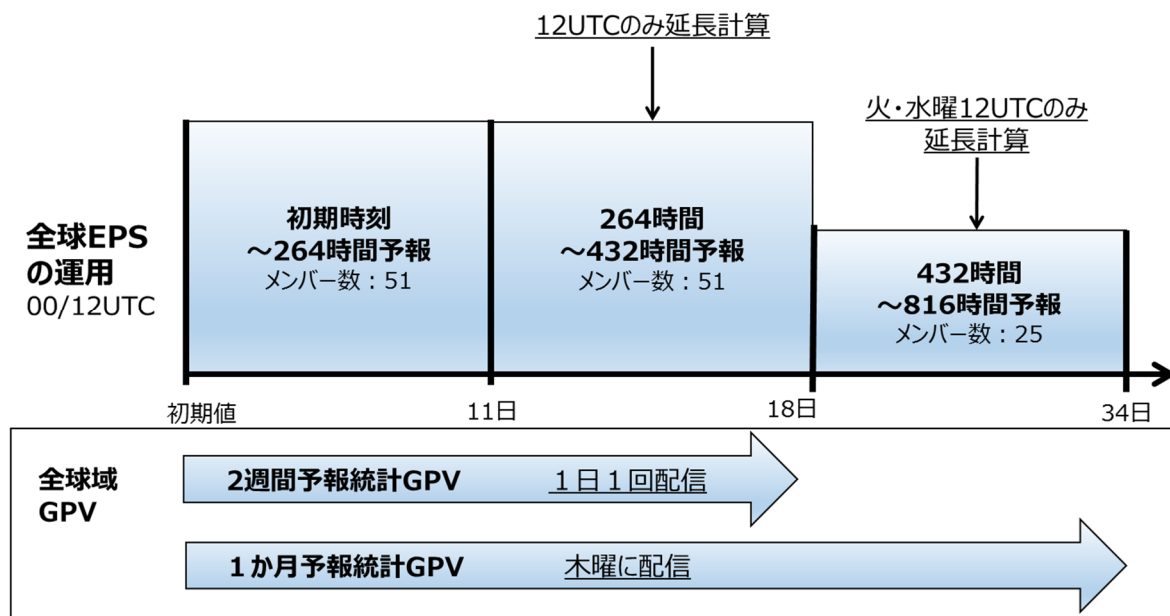 12UTCのみ延長計算
火・水曜12UTCのみ
延長計算
全球EPS
の運用
00/12UTC
初期時刻
～264時間予報
メンバー数：51
264時間
～432時間予報
メンバー数：51
432時間
～816時間予報
メンバー数：25
初期値
11日
18日
34日
全球域
GPV
2週間予報統計GPV １日１回配信
１か月予報統計GPV 木曜に配信